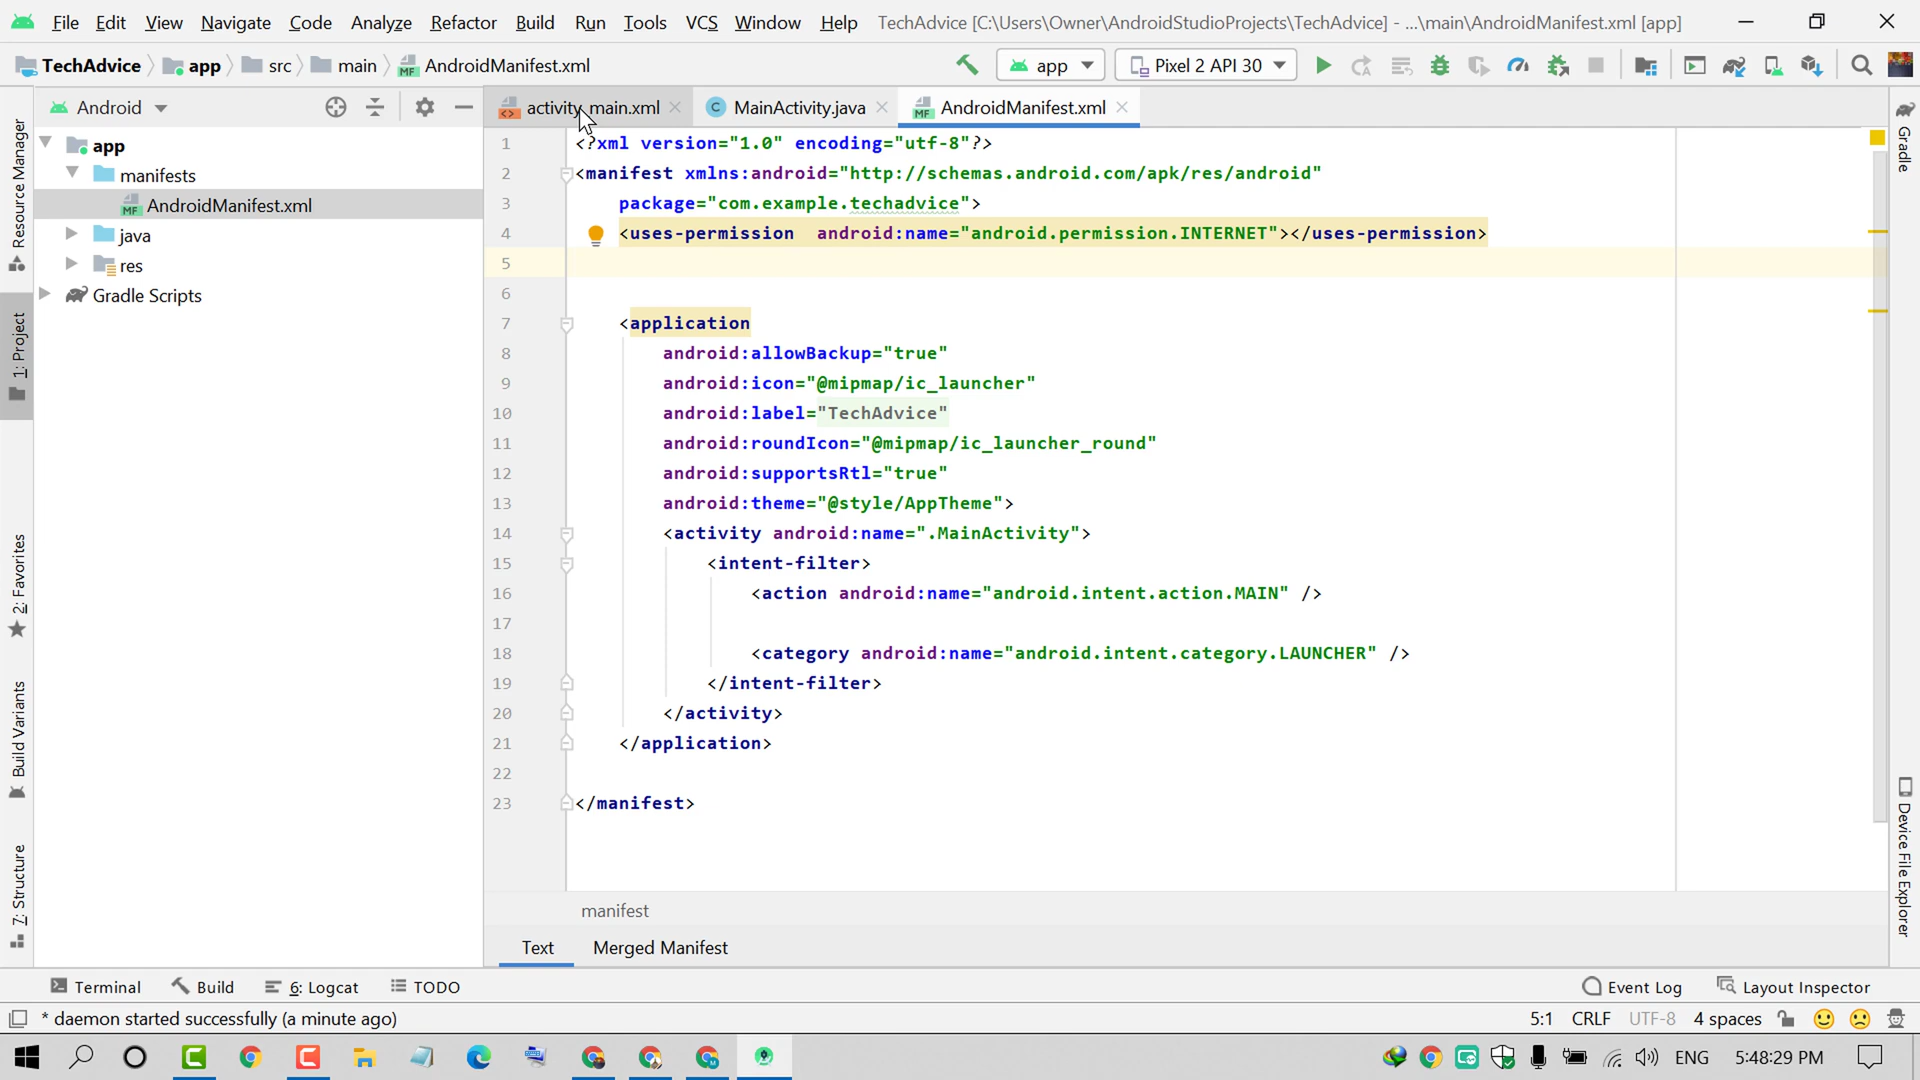 File Edit View Navigate Code Analyze Refactor Build Run Tools VCS Window Help TechAdvice [C:\Users\Owner\AndroidStudioProjects\TechAdvice] - ...\main\AndroidManifest.xml [app]
TechAdvice app src main AndroidManifest.xml app Pixel 2 API 30
Android activity_main.xml MainActivity.java AndroidManifest.xml
Resource Manager
1: Project
2: Favorites
Build Variants
7: Structure
app
manifests
AndroidManifest.xml
java
res
Gradle Scripts
1 <?xml version="1.0" encoding="utf-8"?>
2 <manifest xmlns:android="http://schemas.android.com/apk/res/android"
3 package="com.example.techadvice">
4 <uses-permission  android:name="android.permission.INTERNET"></uses-permission>
5
6
7 <application
8 android:allowBackup="true"
9 android:icon="@mipmap/ic_launcher"
10 android:label="TechAdvice"
11 android:roundIcon="@mipmap/ic_launcher_round"
12 android:supportsRtl="true"
13 android:theme="@style/AppTheme">
14 <activity android:name=".MainActivity">
15 <intent-filter>
16 <action android:name="android.intent.action.MAIN" />
17
18 <category android:name="android.intent.category.LAUNCHER" />
19 </intent-filter>
20 </activity>
21 </application>
22
23 </manifest>
Gradle
Device File Explorer
manifest
Text Merged Manifest
Terminal Build 6: Logcat TODO Event Log Layout Inspector
* daemon started successfully (a minute ago) 5:1 CRLF UTF-8 4 spaces
ENG 5:48:29 PM